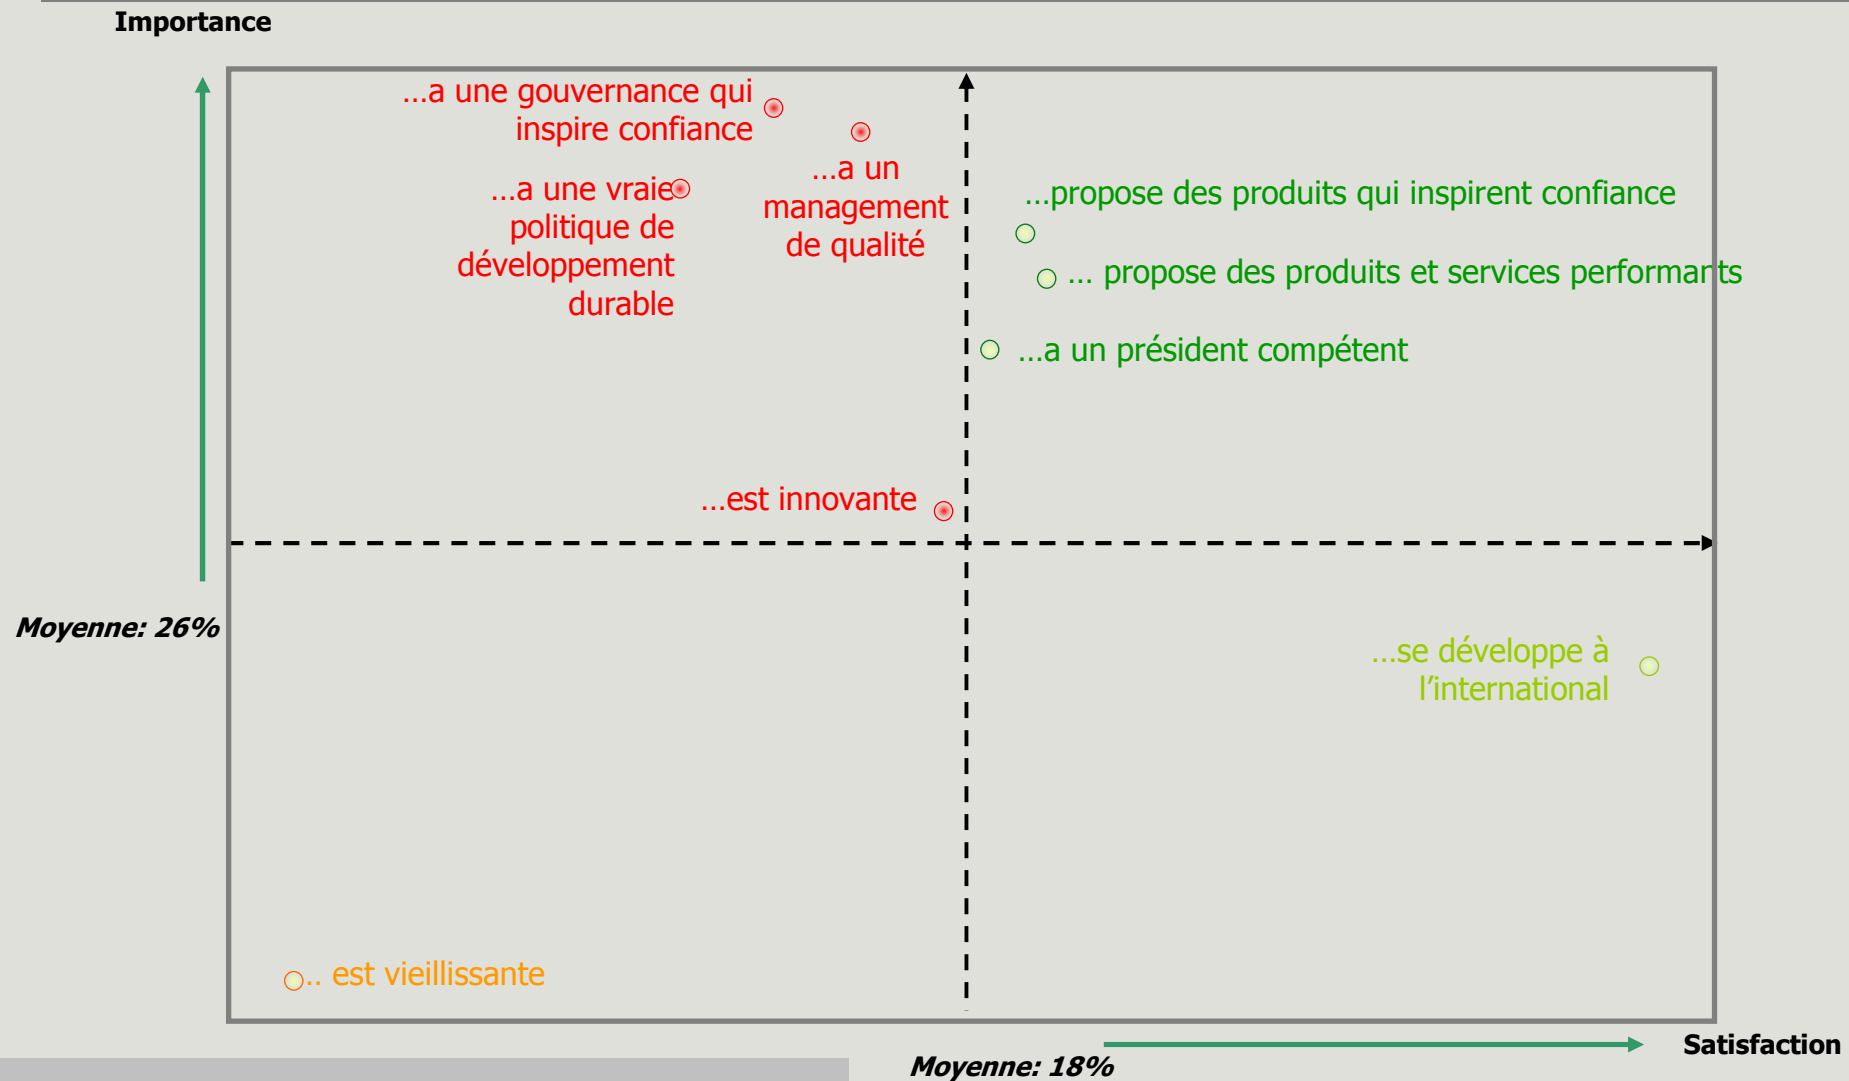 Importance
…a une gouvernance qui
inspire confiance
…a un
management
de qualité
…a une vraie
politique de
développement
durable
…propose des produits qui inspirent confiance
… propose des produits et services performants
…a un président compétent
…est innovante
Moyenne: 26%
…se développe à
l’international
.. est vieillissante
Satisfaction
Moyenne: 18%